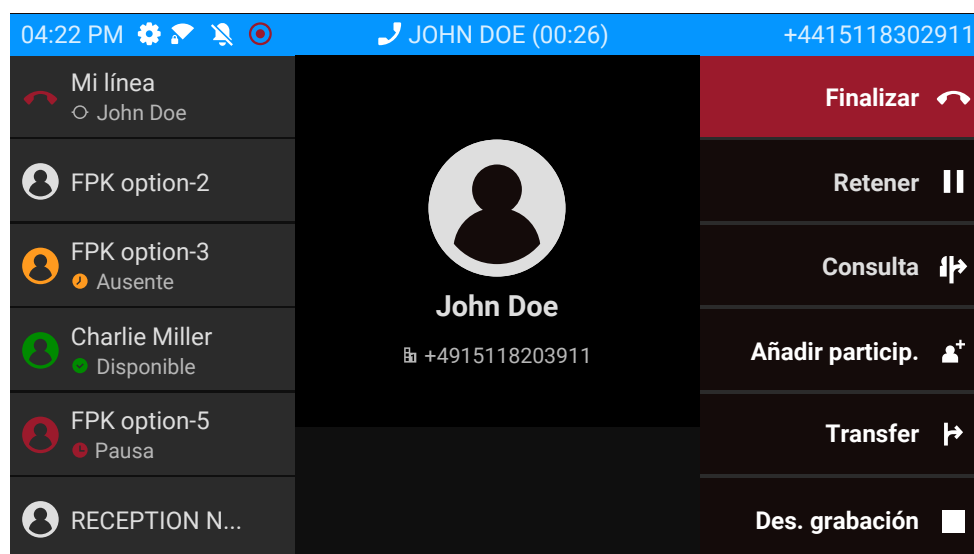 04:22 PM JOHN DOE (00:26) +4415118302911
Mi línea
John Doe
FPK option-2
FPK option-3
Ausente
Charlie Miller
Disponible
FPK option-5
Pausa
RECEPTION N...
John Doe
+4915118203911
Finalizar
Retener
Consulta
Añadir particip.
Transfer
Des. grabación